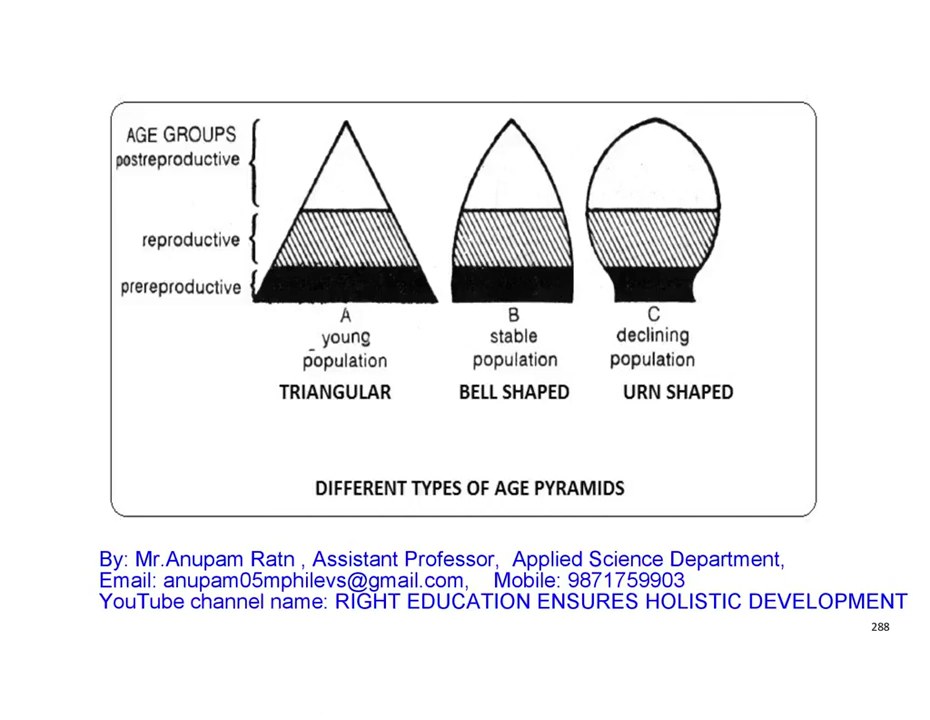 AGE GROUPS
postreproductive
reproductive
prereproductive
A
young
population
TRIANGULAR
B
stable
population
BELL SHAPED
C
declining
population
URN SHAPED
DIFFERENT TYPES OF AGE PYRAMIDS
By: Mr.Anupam Ratn , Assistant Professor, Applied Science Department,
Email: anupam05mphilevs@gmail.com, Mobile: 9871759903
YouTube channel name: RIGHT EDUCATION ENSURES HOLISTIC DEVELOPMENT
288